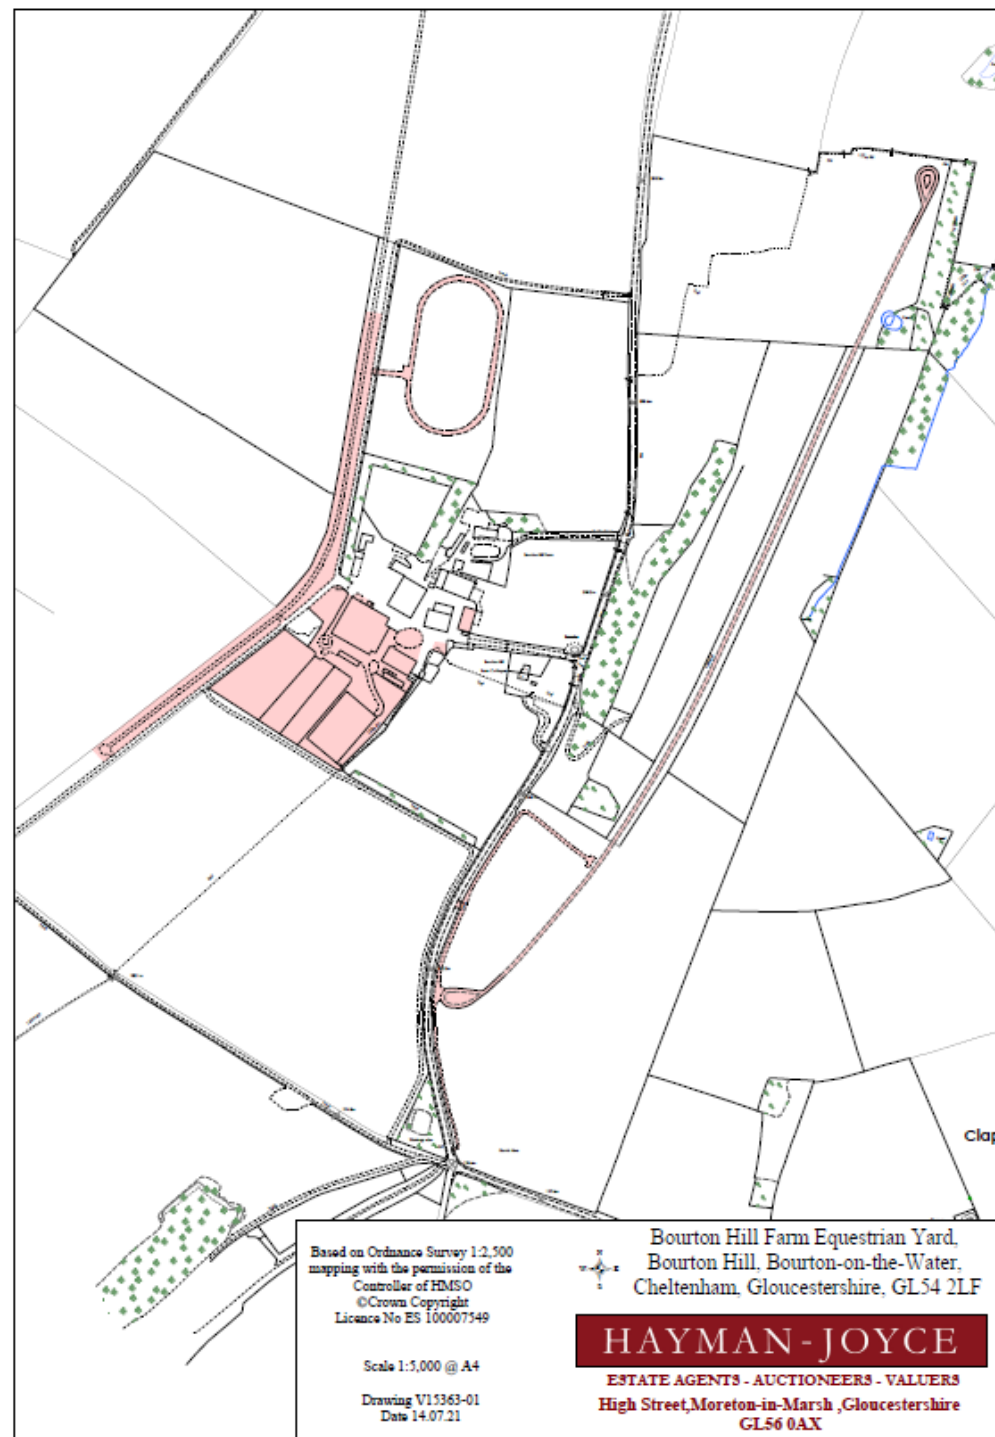 Clap
Based on Ordnance Survey 1:2,500
mapping with the permission of the
Controller of HMSO
©Crown Copyright
Licence No ES 100007549
Scale 1:5,000 @ A4
Drawing V15363-01
Date 14.07.21
N
W E
S
Bourton Hill Farm Equestrian Yard,
Bourton Hill, Bourton-on-the-Water,
Cheltenham, Gloucestershire, GL54 2LF
HAYMAN-JOYCE
ESTATE AGENTS - AUCTIONEERS - VALUERS
High Street,Moreton-in-Marsh ,Gloucestershire
GL56 0AX